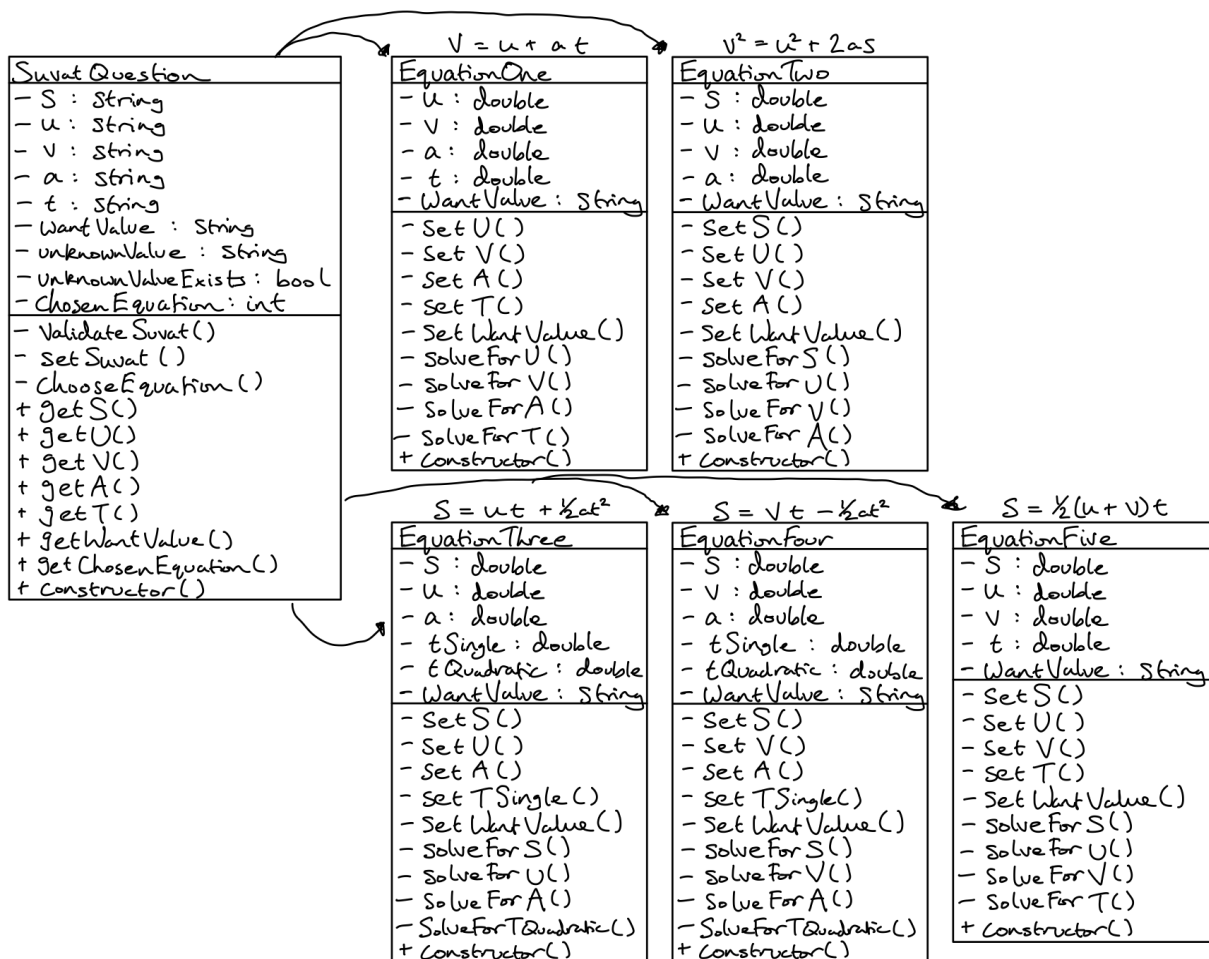 SuvatQuestion
- S : String
- u : String
- v : String
- a : String
- t : String
- WantValue : String
- unknownValue : String
- unknownValueExists : bool
- ChosenEquation : int
- ValidateSuvat()
- setSuvat ()
- ChooseEquation()
+ getS()
+ getU()
+ getV()
+ getA()
+ getT()
+ getWantValue()
+ getChosenEquation()
+ Constructor()
V = u + at
EquationOne
- u : double
- v : double
- a : double
- t : double
- WantValue : String
- SetU()
- SetV()
- SetA()
- SetT()
- SetWantValue()
- SolveForU()
- SolveForV()
- SolveForA()
- SolveForT()
+ Constructor()
V² = u² + 2as
EquationTwo
- S : double
- u : double
- v : double
- a : double
- WantValue : String
- SetS()
- SetU()
- SetV()
- SetA()
- SetWantValue()
- SolveForS()
- SolveForU()
- SolveForV()
- SolveForA()
+ Constructor()
S = ut + ½at²
EquationThree
- S : double
- u : double
- a : double
- tSingle : double
- tQuadratic : double
- WantValue : String
- SetS()
- SetU()
- SetA()
- SetTSingle()
- SetWantValue()
- SolveForS()
- SolveForU()
- SolveForA()
- SolveForTQuadratic()
+ Constructor()
S = Vt - ½at²
EquationFour
- S : double
- v : double
- a : double
- tSingle : double
- tQuadratic : double
- WantValue : String
- SetS()
- SetV()
- SetA()
- SetTSingle()
- SetWantValue()
- SolveForS()
- SolveForV()
- SolveForA()
- SolveForTQuadratic()
+ Constructor()
S = ½(u + v)t
EquationFive
- S : double
- u : double
- v : double
- t : double
- WantValue : String
- SetS()
- SetU()
- SetV()
- SetT()
- SetWantValue()
- SolveForS()
- SolveForU()
- SolveForV()
- SolveForT()
+ Constructor()